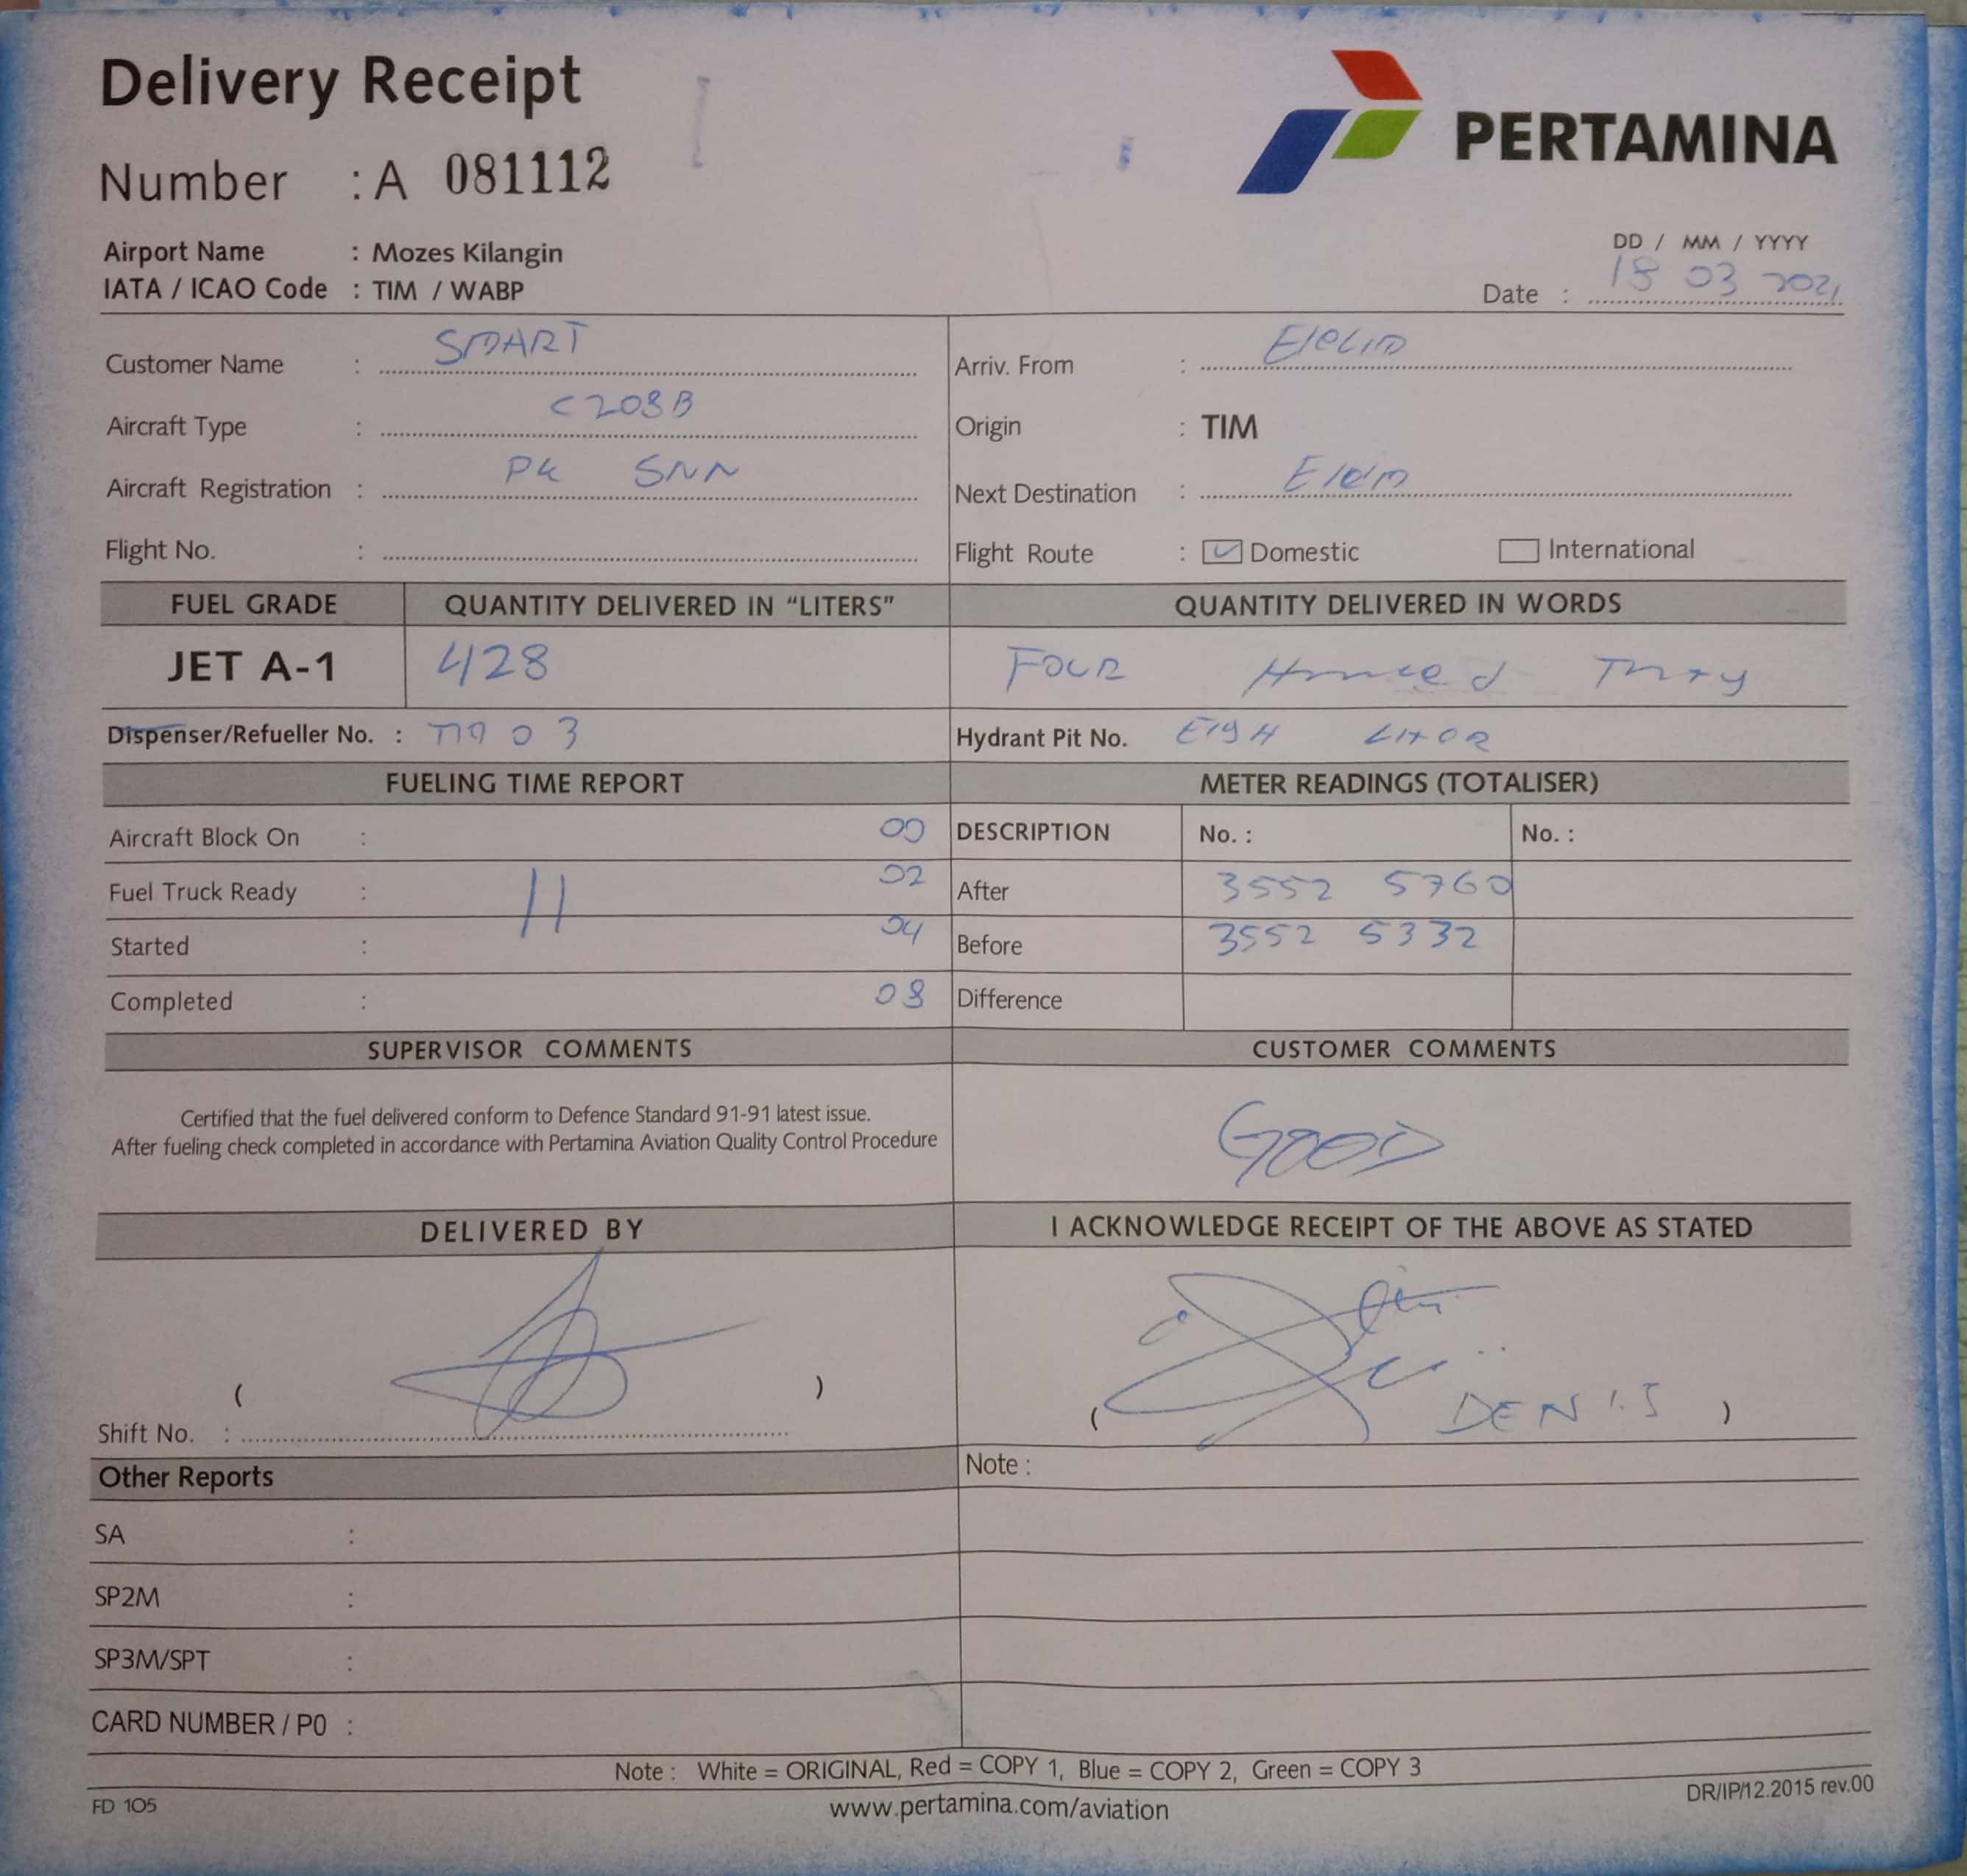 Delivery Receipt
PERTAMINA
Number : A 081112
Airport Name : Mozes Kilangin
DD / MM / YYYY
IATA / ICAO Code : TIM / WABP
Date : 18 03 2021
Customer Name : SMART
Arriv. From :
Aircraft Type : C208B
Origin : TIM
Aircraft Registration : PK SNN
Next Destination :
Flight No. :
Flight Route : Domestic International
FUEL GRADE QUANTITY DELIVERED IN “LITERS” QUANTITY DELIVERED IN WORDS
JET A-1 428 FOUR
Dispenser/Refueller No. : 03
Hydrant Pit No. EIGH
FUELING TIME REPORT METER READINGS (TOTALISER)
Aircraft Block On : 00 DESCRIPTION No. : No. :
Fuel Truck Ready : 11 02 After 3552 5760
Started : 04 Before 3552 5332
Completed : 08 Difference
SUPERVISOR COMMENTS CUSTOMER COMMENTS
Certified that the fuel delivered conform to Defence Standard 91-91 latest issue.
After fueling check completed in accordance with Pertamina Aviation Quality Control Procedure
GOOD
DELIVERED BY I ACKNOWLEDGE RECEIPT OF THE ABOVE AS STATED
( ) ( DENIS )
Shift No. :
Other Reports Note :
SA :
SP2M :
SP3M/SPT :
CARD NUMBER / P0 :
Note : White = ORIGINAL, Red = COPY 1, Blue = COPY 2, Green = COPY 3
FD 105 www.pertamina.com/aviation DR/IP/12.2015 rev.00